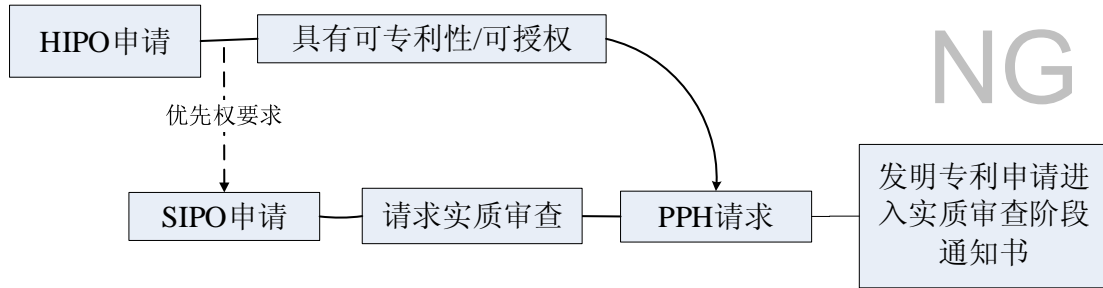 HIPO申请
具有可专利性/可授权
NG
优先权要求
SIPO申请
请求实质审查
PPH请求
发明专利申请进
入实质审查阶段
通知书